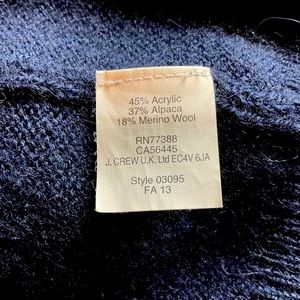 45% Acrylic
37% Alpaca
18% Merino Wool
RN77388
CA56445
J. CREW U.K. Ltd EC4V 6JA
Style 03095
FA 13